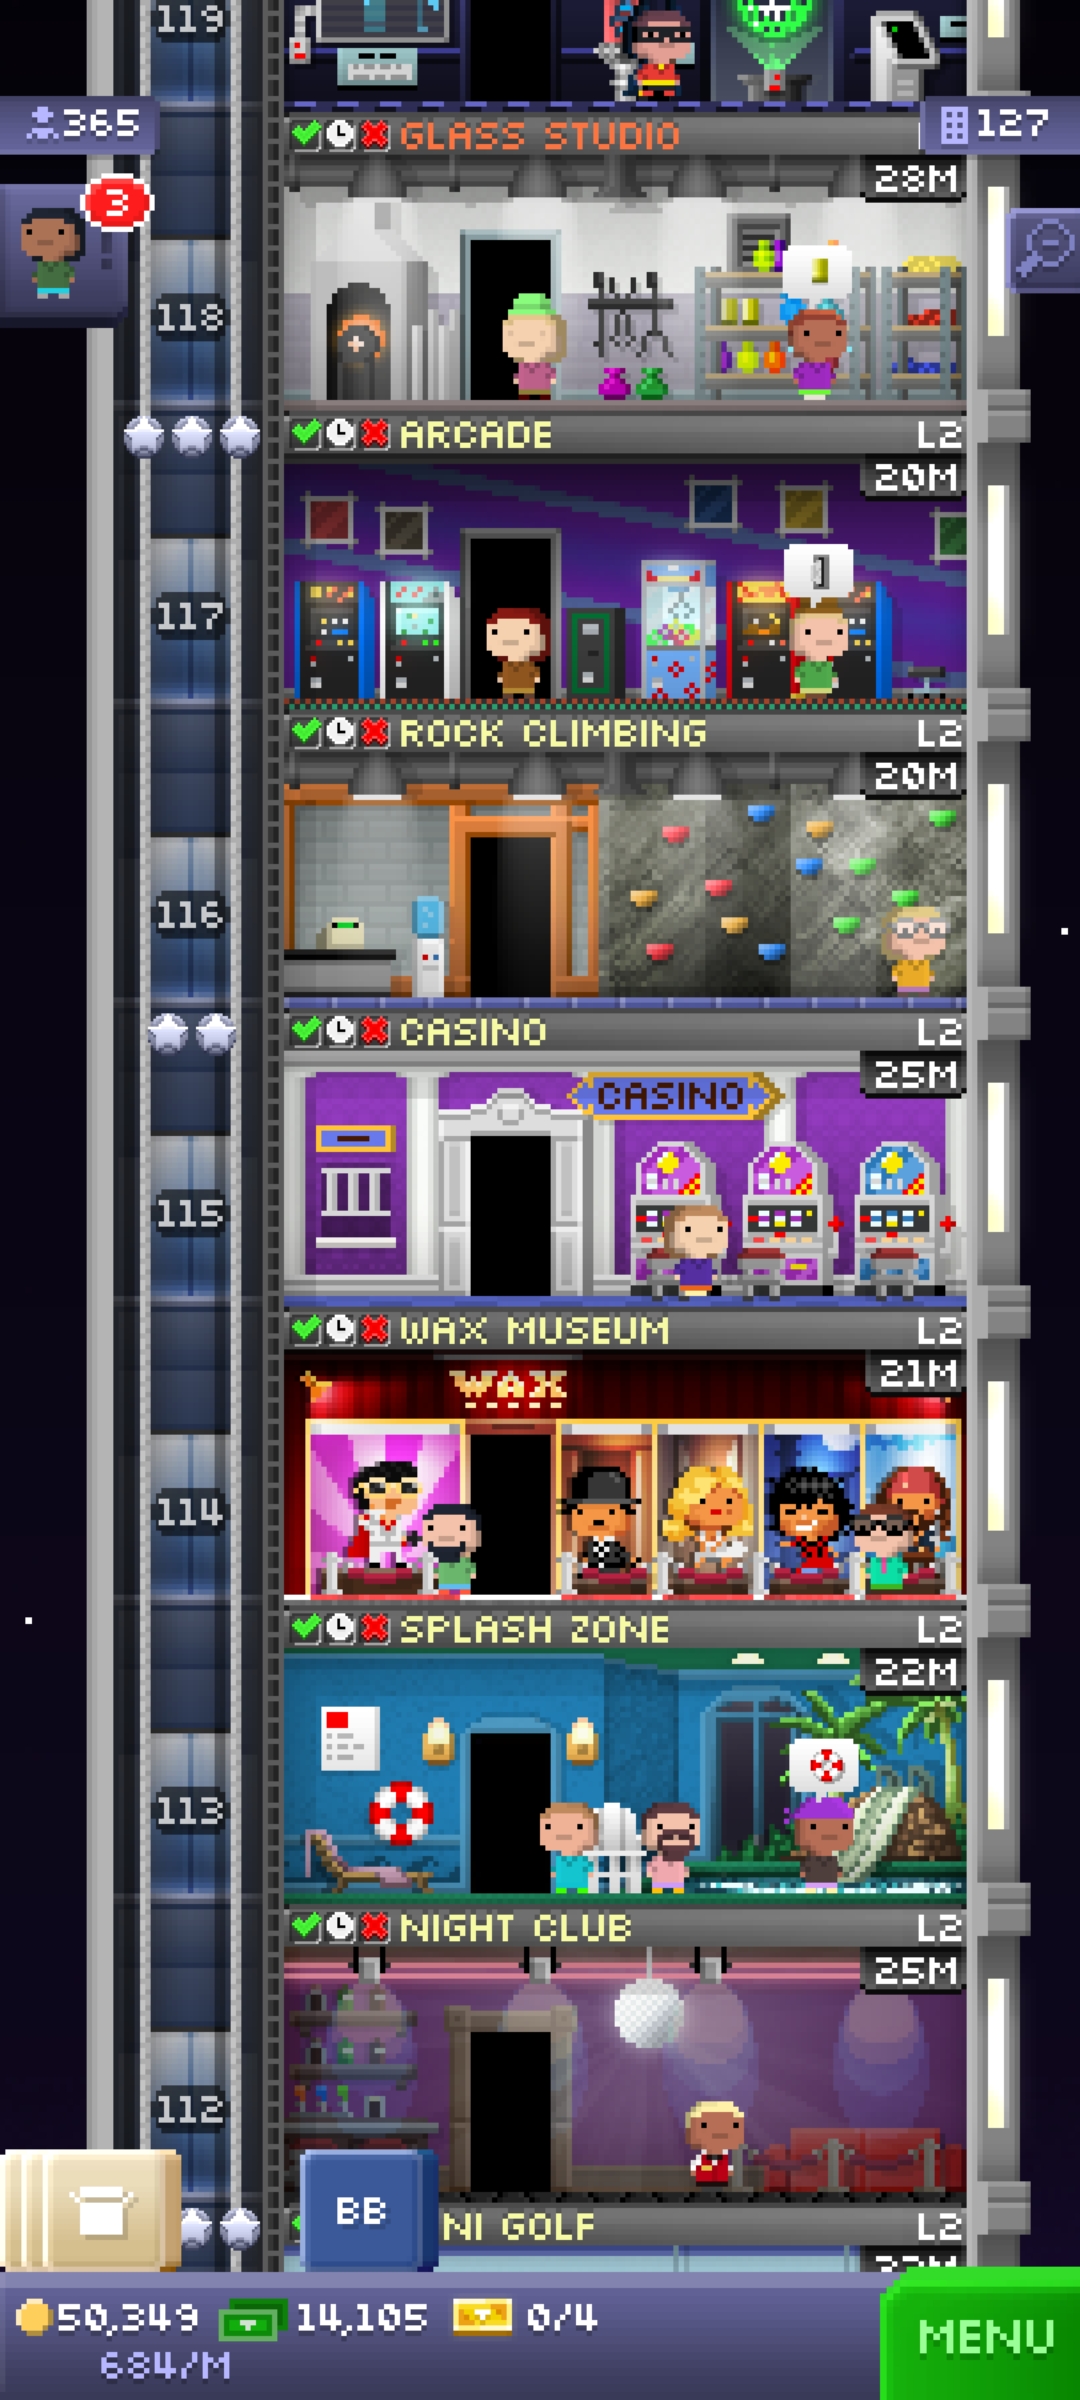 119
365
127
3
GLASS STUDIO
28M
118
ARCADE L2
20M
117
ROCK CLIMBING L2
20M
116
CASINO L2
25M
CASINO
115
WAX MUSEUM L2
21M
WAX
114
SPLASH ZONE L2
22M
113
NIGHT CLUB L2
25M
112
BB
NI GOLF L2
50,349 14,105 0/4
684/M
MENU